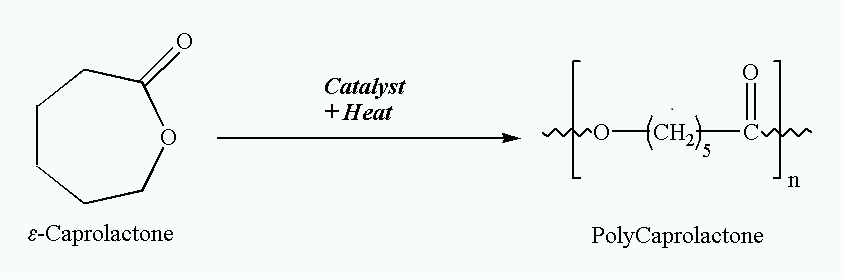 O
O
ε-Caprolactone
Catalyst
+ Heat
O
O (CH2)5 C
n
PolyCaprolactone